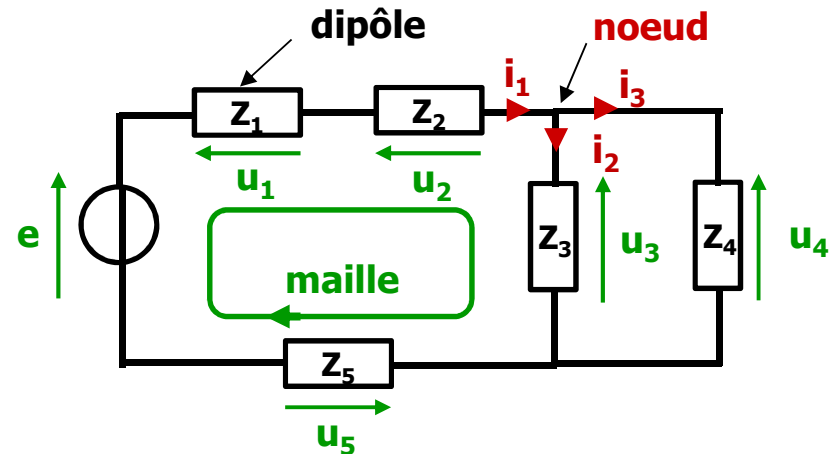 dipôle
noeud
i₁
i₃
Z₁
Z₂
i₂
u₁
u₂
e
Z₃
u₃
Z₄
u₄
maille
Z₅
u₅